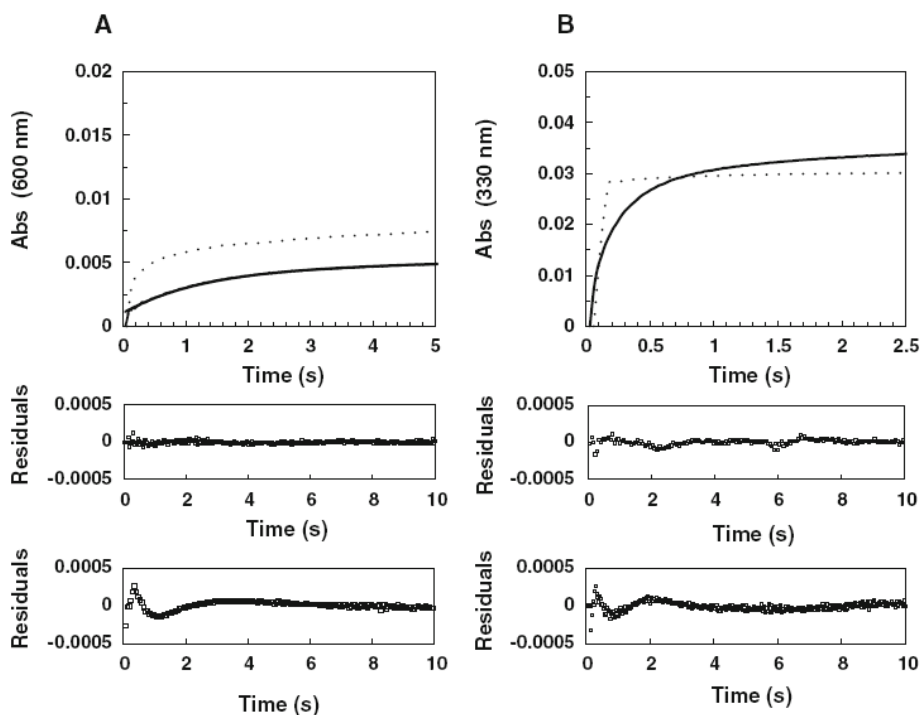 A
B
0.02
0.015
0.01
0.005
0
Abs (600 nm)
0 1 2 3 4 5
Time (s)
0.05
0.04
0.03
0.02
0.01
0
Abs (330 nm)
0 0.5 1 1.5 2 2.5
Time (s)
0.0005
0
-0.0005
Residuals
0 2 4 6 8 10
Time (s)
0.0005
0
-0.0005
Residuals
0 2 4 6 8 10
Time (s)
0.0005
0
-0.0005
Residuals
0 2 4 6 8 10
Time (s)
0.0005
0
-0.0005
Residuals
0 2 4 6 8 10
Time (s)